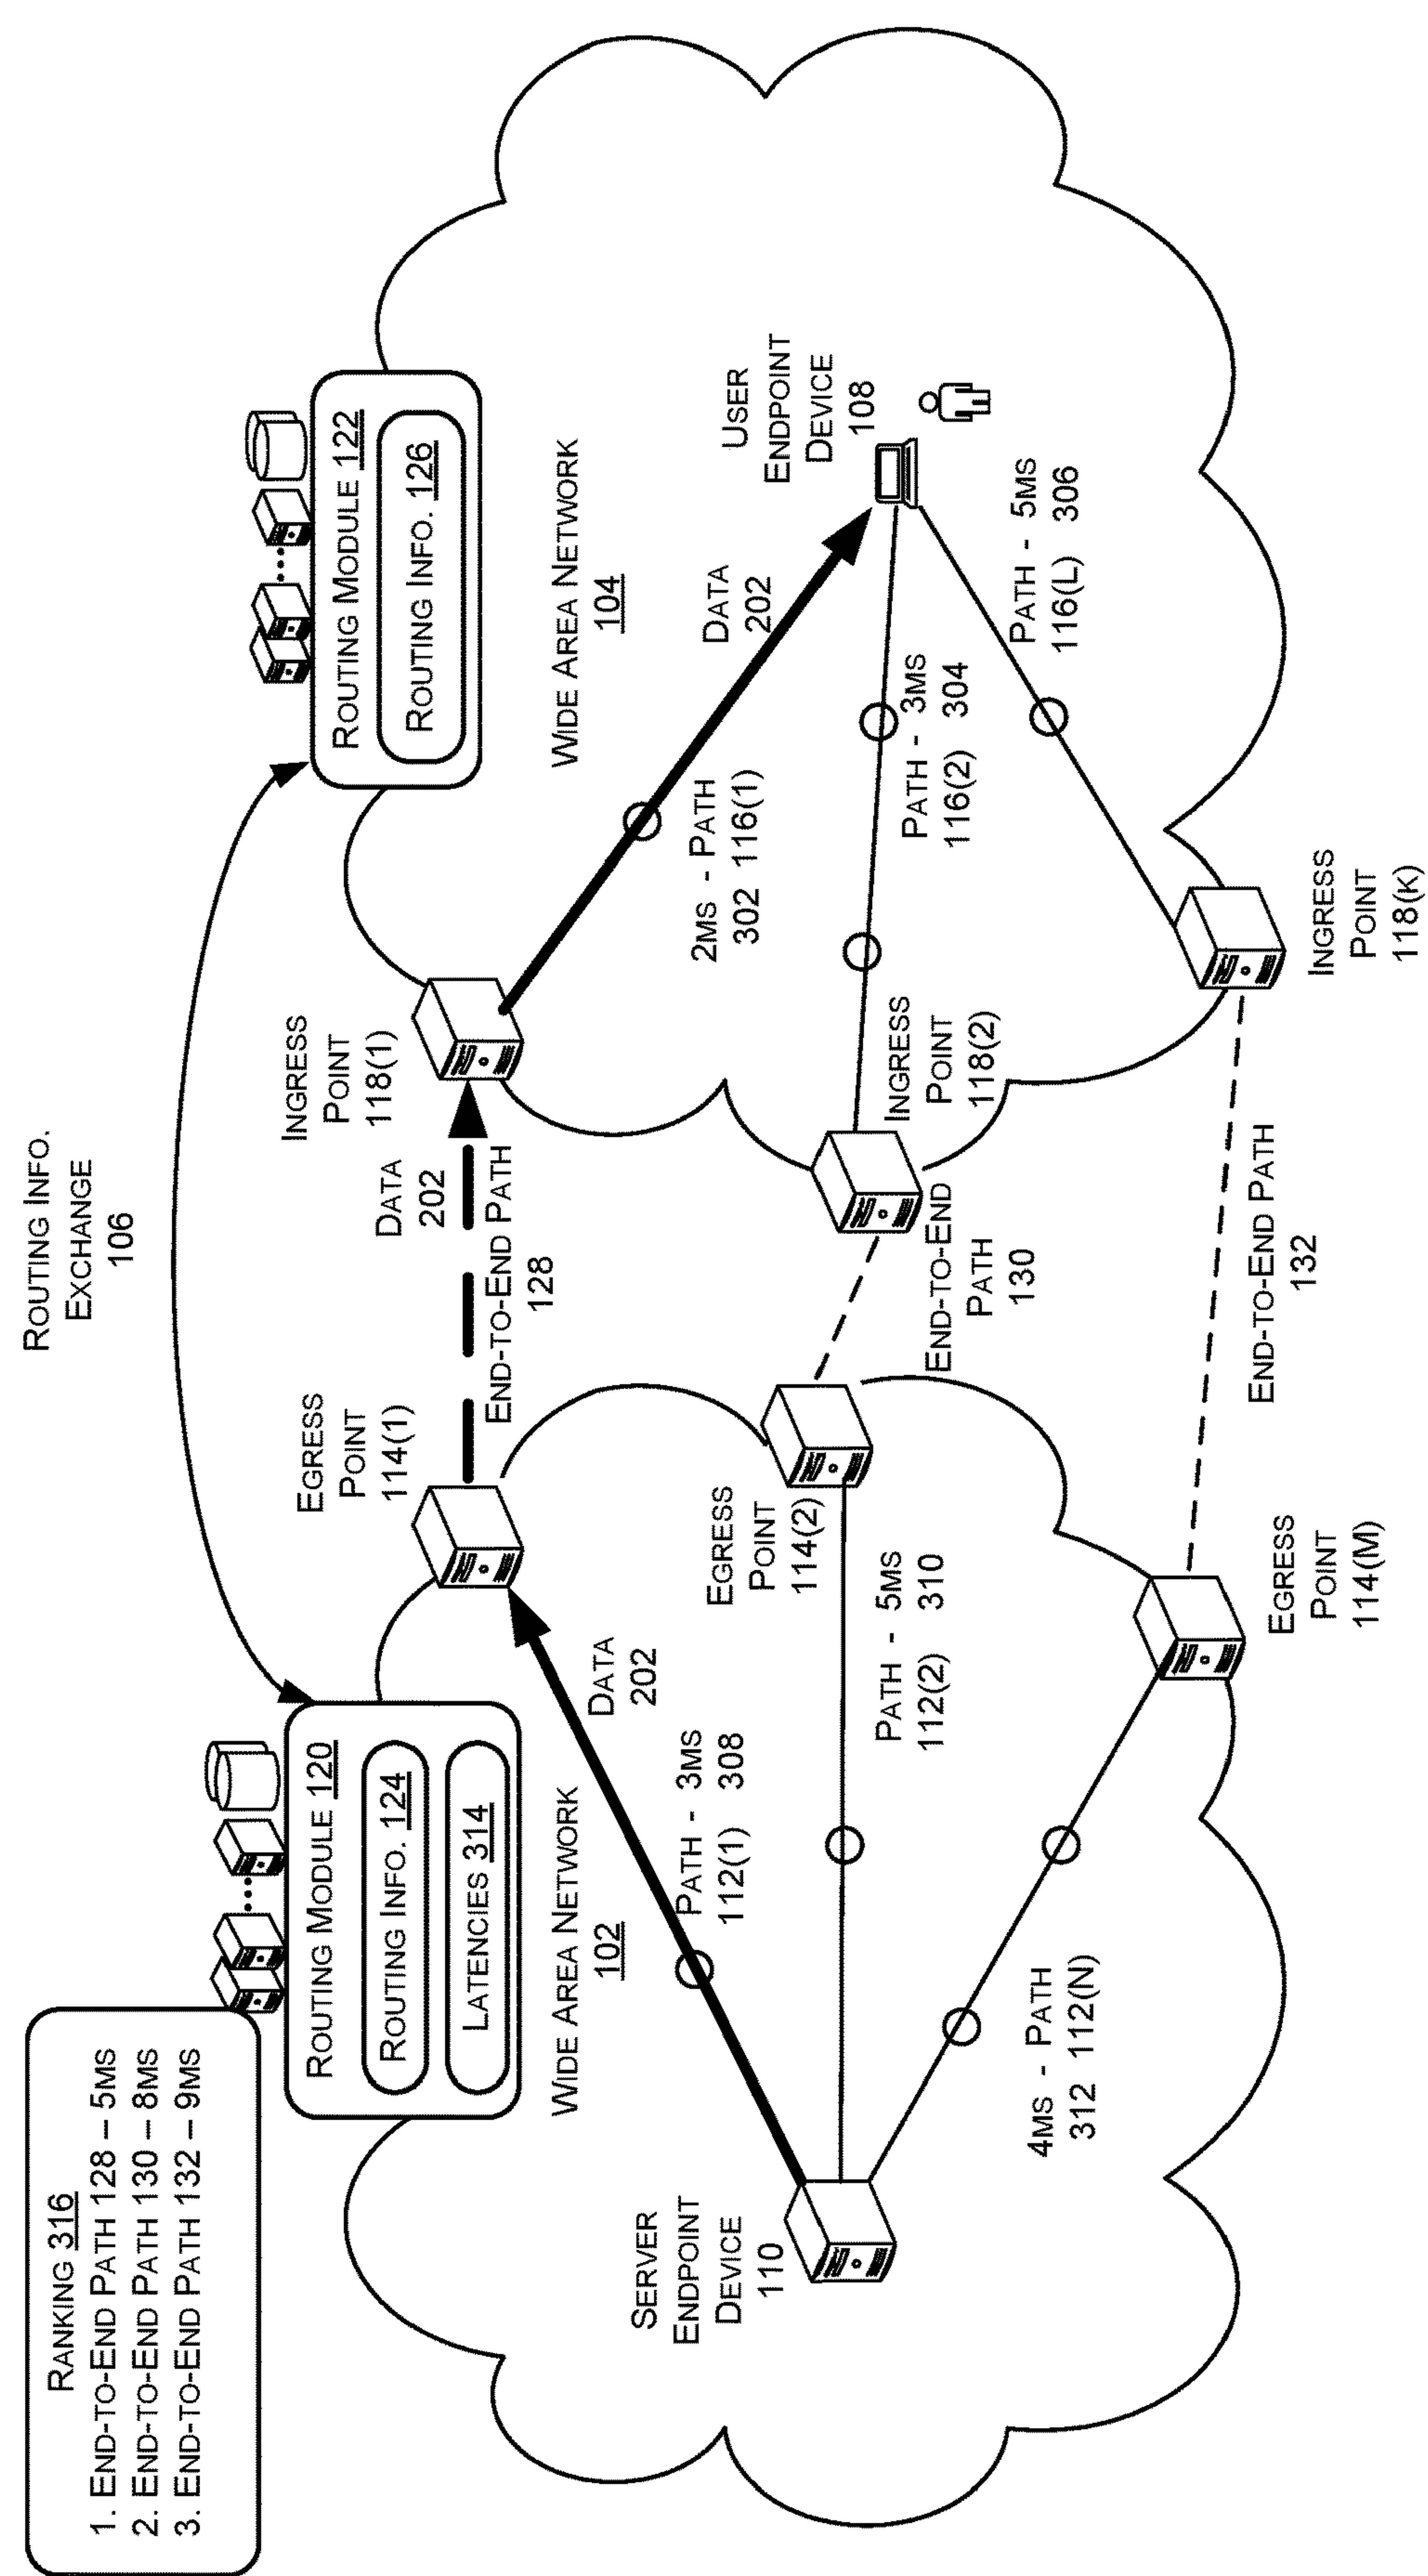 RANKING 316
1. END-TO-END PATH 128 – 5MS
2. END-TO-END PATH 130 – 8MS
3. END-TO-END PATH 132 – 9MS
ROUTING INFO.
EXCHANGE
106
ROUTING MODULE 120
ROUTING INFO. 124
LATENCIES 314
WIDE AREA NETWORK
102
ROUTING MODULE 122
ROUTING INFO. 126
WIDE AREA NETWORK
104
EGRESS
POINT
114(1)
DATA
202
END-TO-END PATH
128
INGRESS
POINT
118(1)
SERVER
ENDPOINT
DEVICE
110
DATA
202
PATH - 3MS
112(1) 308
EGRESS
POINT
114(2)
PATH - 5MS
112(2) 310
4MS - PATH
312 112(N)
EGRESS
POINT
114(M)
END-TO-END
PATH
130
INGRESS
POINT
118(2)
END-TO-END PATH
132
INGRESS
POINT
118(K)
2MS - PATH
302 116(1)
DATA
202
PATH - 3MS
116(2) 304
PATH - 5MS
116(L) 306
USER
ENDPOINT
DEVICE
108